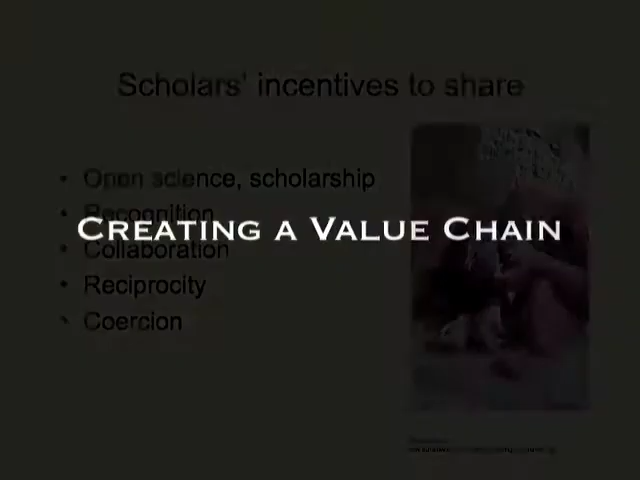 Scholars' incentives to share
• Open science, scholarship
• Recognition
CREATING A VALUE CHAIN
• Collaboration
• Reciprocity
• Coercion